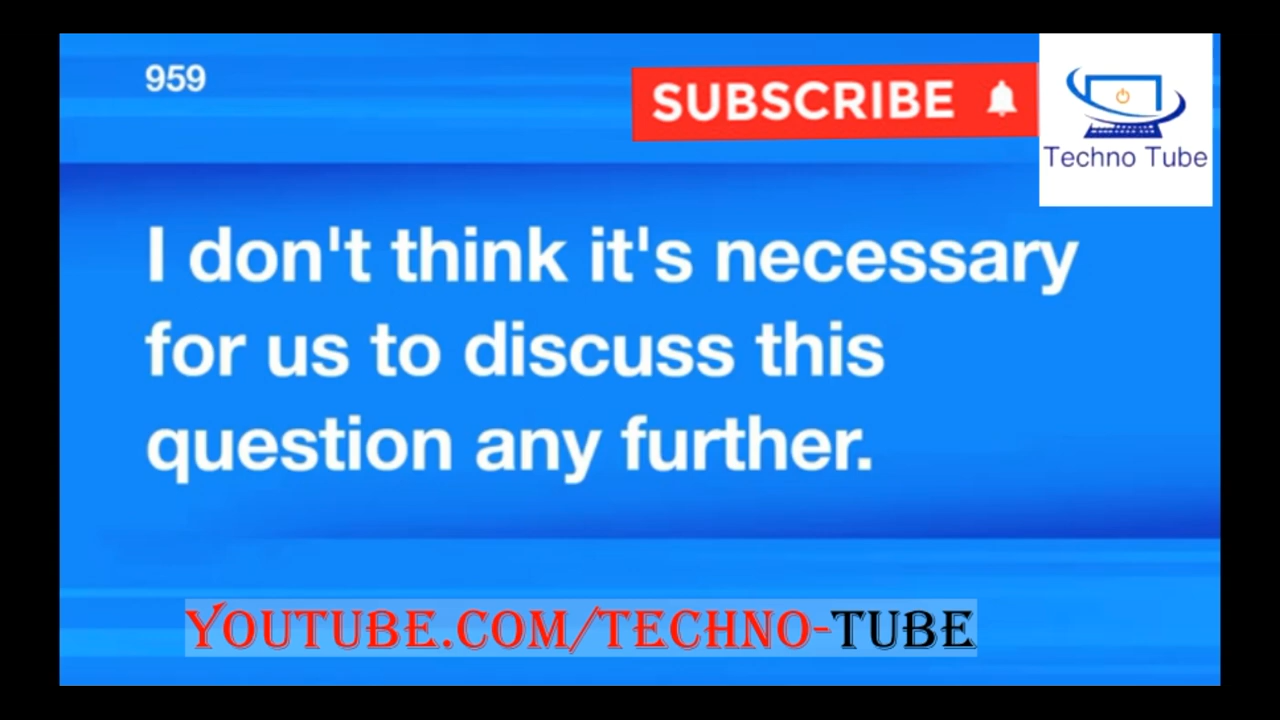 959
SUBSCRIBE
Techno Tube
I don't think it's necessary
for us to discuss this
question any further.
YOUTUBE.COM/TECHNO-TUBE